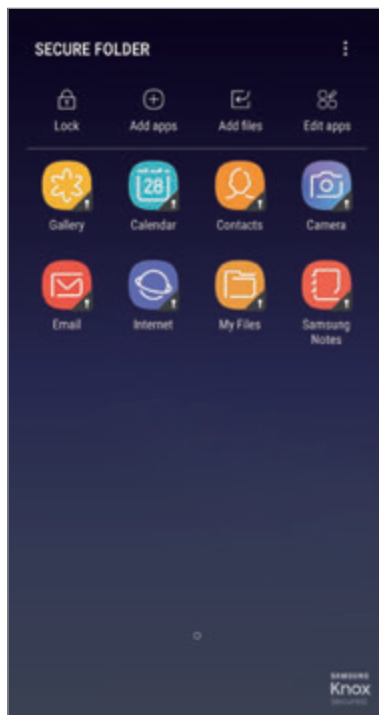 SECURE FOLDER
Lock Add apps Add files Edit apps
28
Gallery Calendar Contacts Camera
Email Internet My Files Samsung
Notes
SAMSUNG
Knox
SECURED